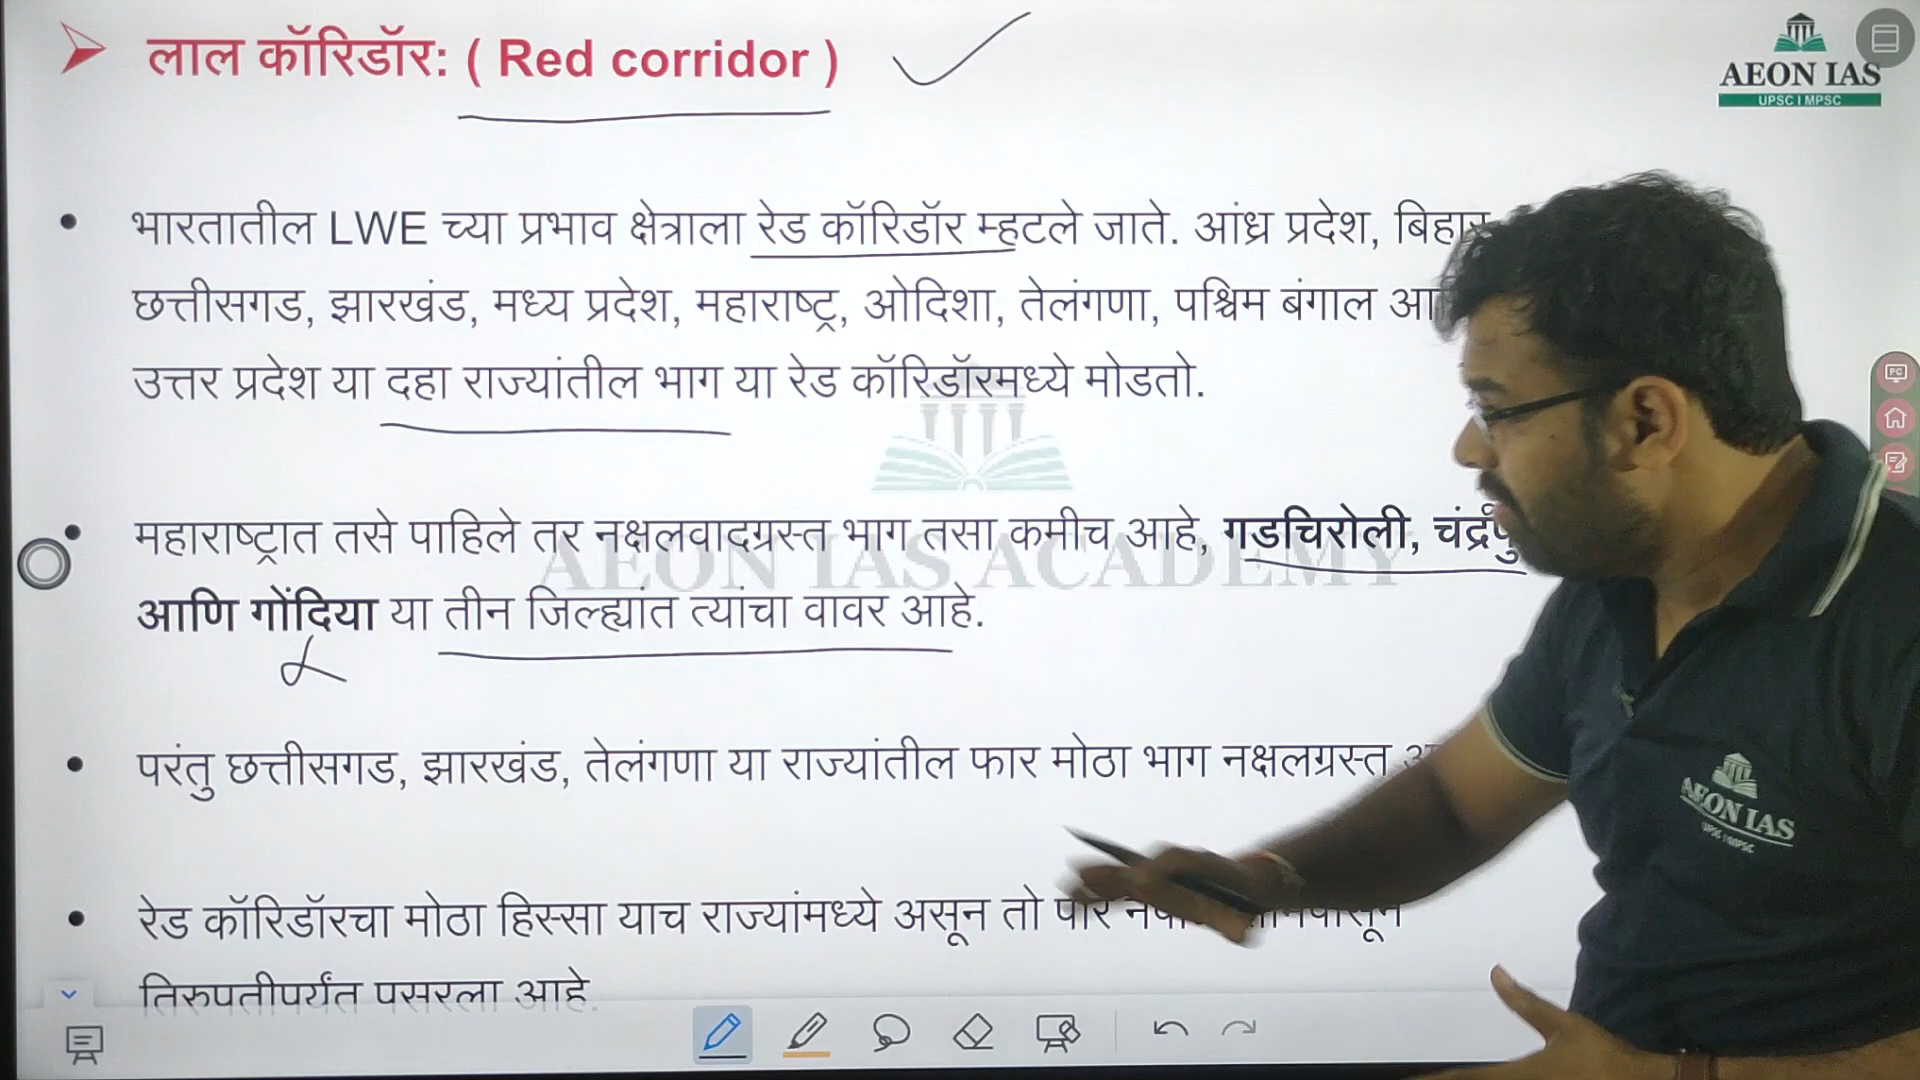 लाल कॉरिडॉर: ( Red corridor )
AEON IAS
UPSC I MPSC
भारतातील LWE च्या प्रभाव क्षेत्राला रेड कॉरिडॉर म्हटले जाते. आंध्र प्रदेश, बिहार
छत्तीसगड, झारखंड, मध्य प्रदेश, महाराष्ट्र, ओदिशा, तेलंगणा, पश्चिम बंगाल
उत्तर प्रदेश या दहा राज्यांतील भाग या रेड कॉरिडॉरमध्ये मोडतो.
महाराष्ट्रात तसे पाहिले तर नक्षलवादग्रस्त भाग तसा कमीच आहे, गडचिरोली,
AEON IAS ACADEMY
आणि गोंदिया या तीन जिल्ह्यांत त्यांचा वावर आहे.
परंतु छत्तीसगड, झारखंड, तेलंगणा या राज्यांतील फार मोठा भाग नक्षलग्रस्त
AEON IAS
UPSC I MPSC
रेड कॉरिडॉरचा मोठा हिस्सा याच राज्यांमध्ये असून तो पार
तिरुपतीपर्यंत पसरला आहे.